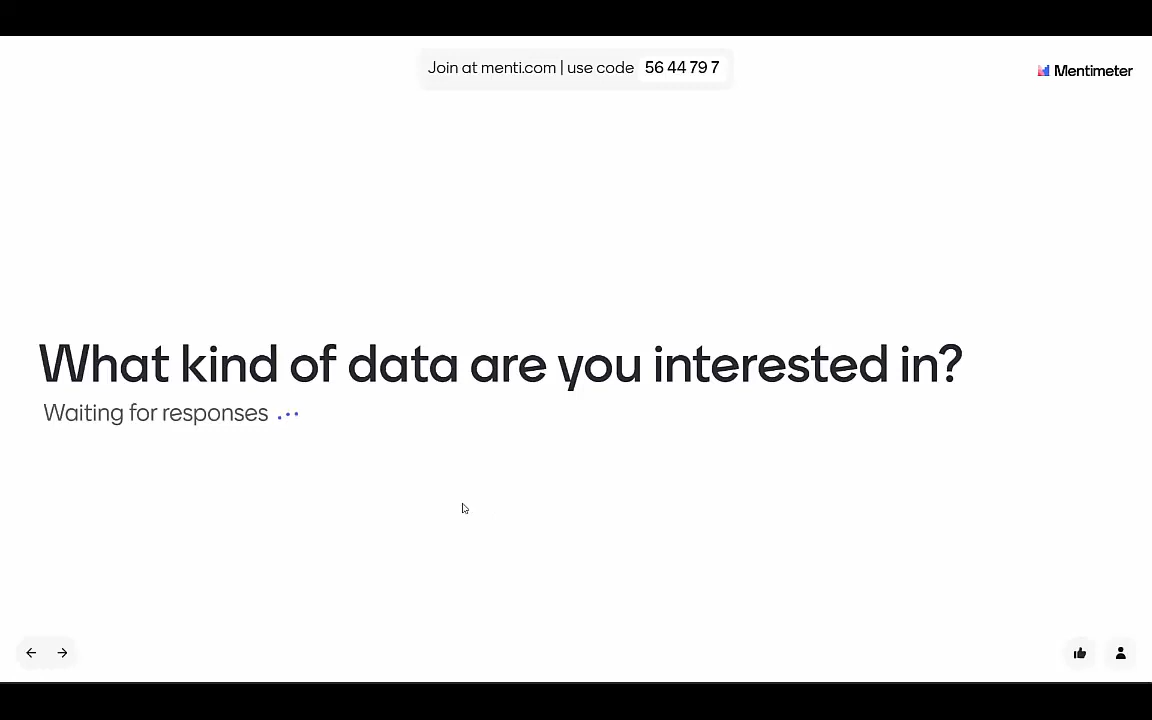 Join at menti.com | use code 56 44 79 7
Mentimeter
What kind of data are you interested in?
Waiting for responses ...